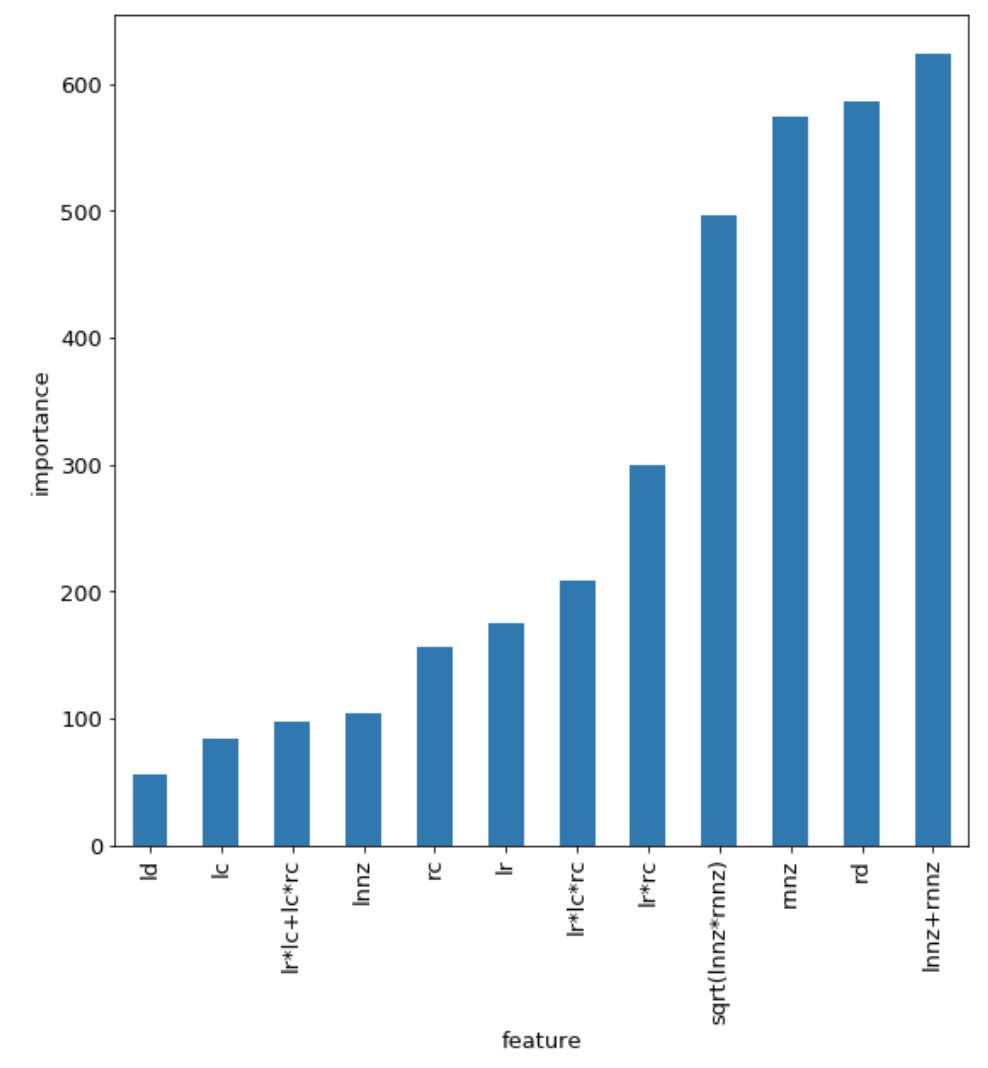 600
500
400
300
200
100
0
importance
ld
lc
lr*lc+lc*rc
lnnz
rc
lr
lr*lc*rc
lr*rc
sqrt(lnnz*rnnz)
rnnz
rd
lnnz+rnnz
feature